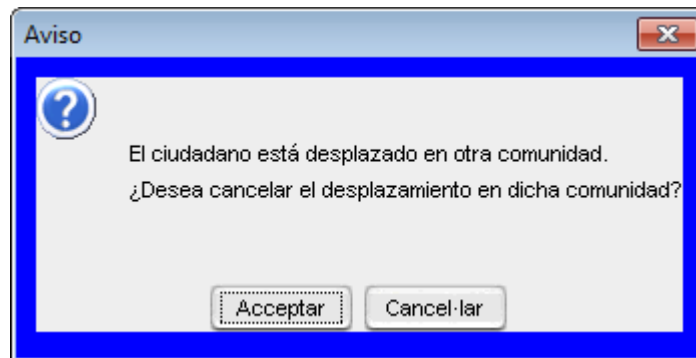 Aviso
El ciudadano está desplazado en otra comunidad.
¿Desea cancelar el desplazamiento en dicha comunidad?
Acceptar Cancel·lar